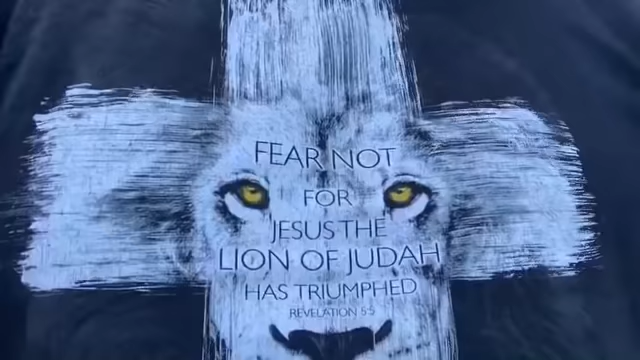 FEAR NOT
FOR
JESUS THE
LION OF JUDAH
HAS TRIUMPHED
REVELATION 5:5